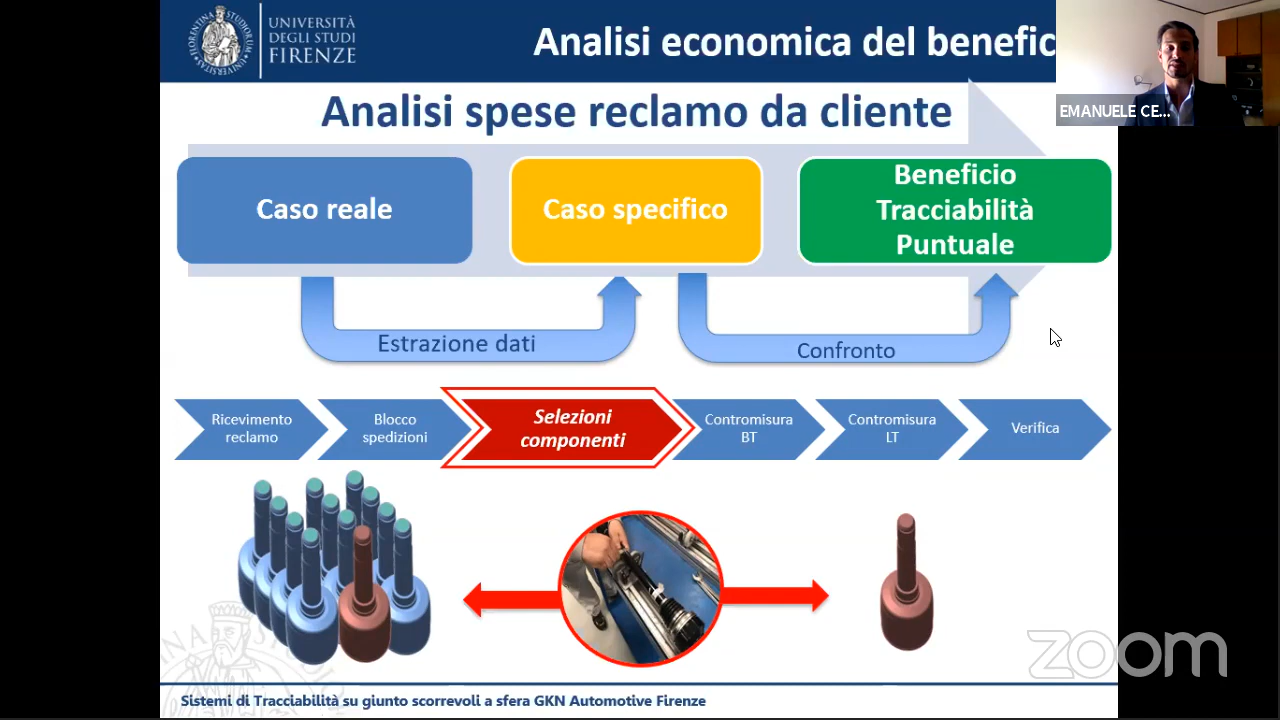 UNIVERSITÀ
DEGLI STUDI
FIRENZE
Analisi economica del benefic
EMANUELE CE...
Analisi spese reclamo da cliente
Caso reale
Caso specifico
Beneficio
Tracciabilità
Puntuale
Estrazione dati
Confronto
Ricevimento
reclamo
Blocco
spedizioni
Selezioni
componenti
Contromisura
BT
Contromisura
LT
Verifica
zoom
Sistemi di Tracciabilità su giunto scorrevoli a sfera GKN Automotive Firenze